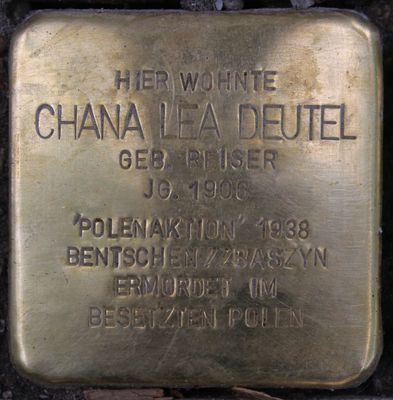 HIER WOHNTE
CHANA LEA DEUTEL
GEB. REISER
JG. 1906
'POLENAKTION' 1938
BENTSCHEN/ZBASZYN
ERMORDET IM
BESETZTEN POLEN